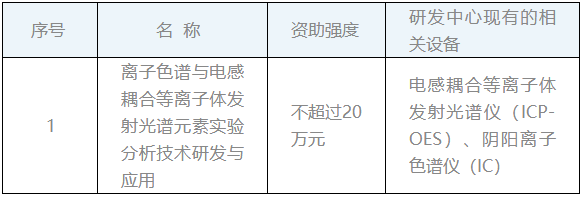 序号
名 称
资助强度
研发中心现有的相
关设备
1
离子色谱与电感
耦合等离子体发
射光谱元素实验
分析技术研发与
应用
不超过20
万元
电感耦合等离子体
发射光谱仪（ICP-
OES）、阴阳离子
色谱仪（IC）